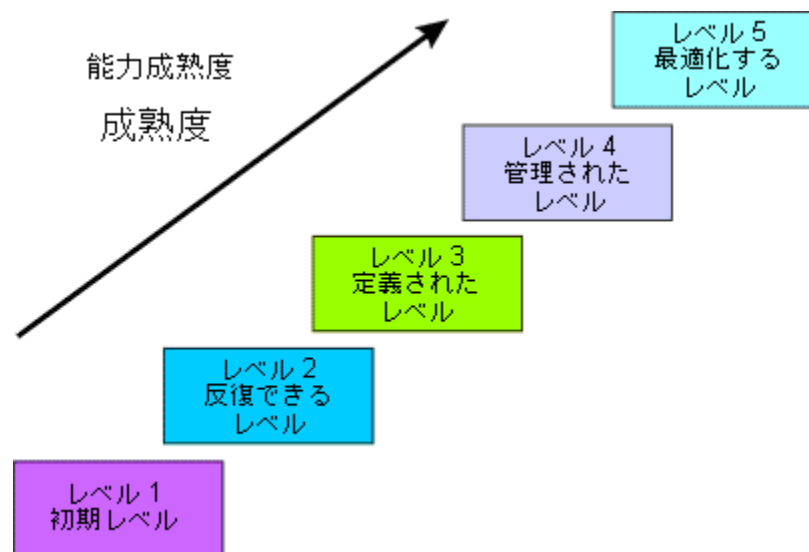 能力成熟度
成熟度
レベル 5
最適化する
レベル
レベル 4
管理された
レベル
レベル 3
定義された
レベル
レベル 2
反復できる
レベル
レベル 1
初期レベル